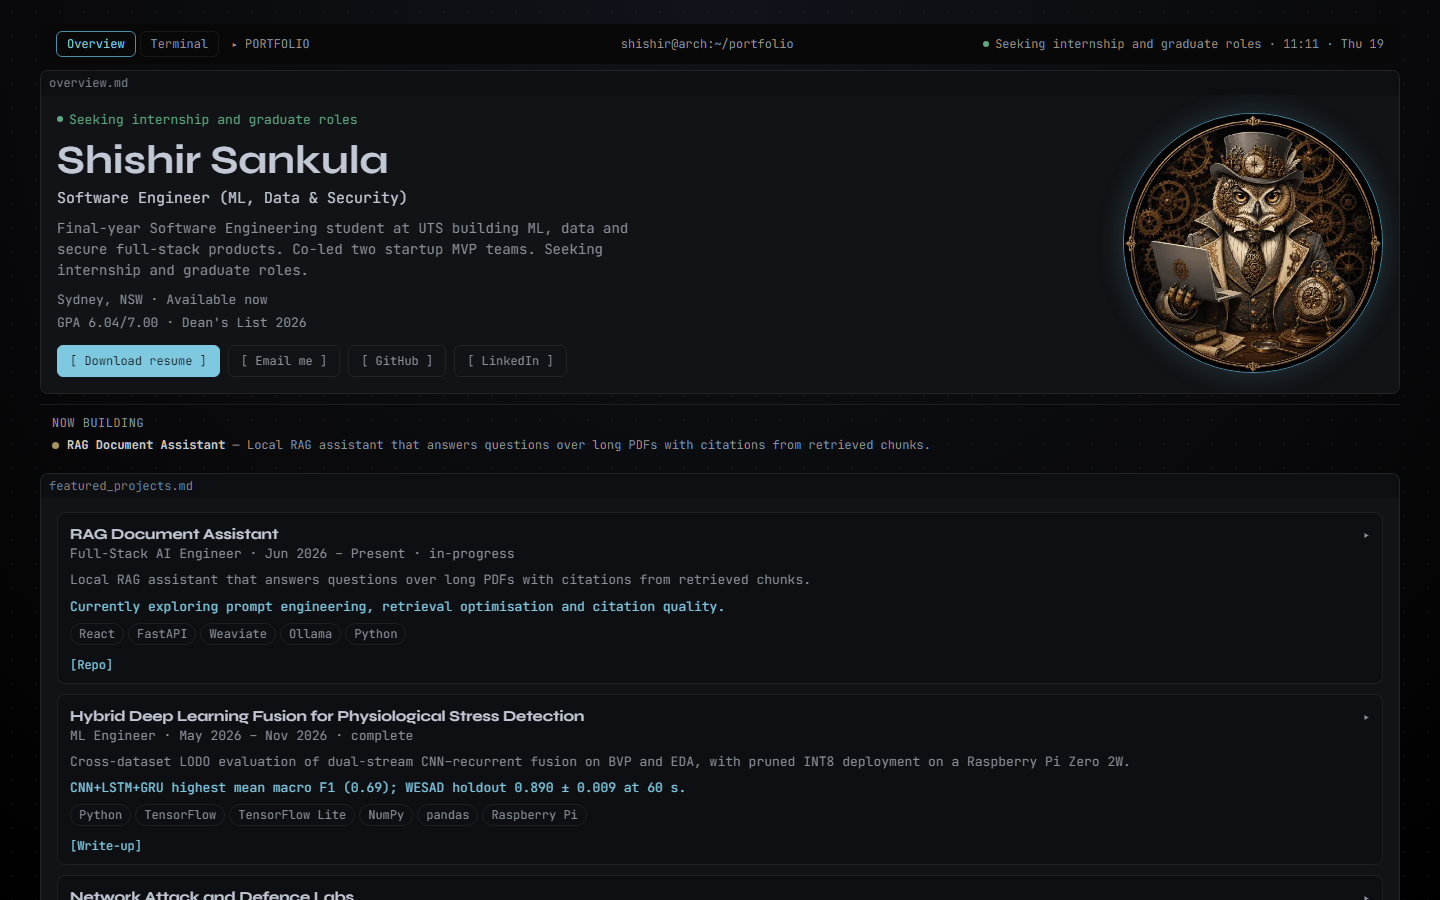 Overview Terminal ▸ PORTFOLIO shishir@arch:~/portfolio Seeking internship and graduate roles · 11:11 · Thu 19
overview.md
Seeking internship and graduate roles
Shishir Sankula
Software Engineer (ML, Data & Security)
Final-year Software Engineering student at UTS building ML, data and
secure full-stack products. Co-led two startup MVP teams. Seeking
internship and graduate roles.
Sydney, NSW · Available now
GPA 6.04/7.00 · Dean's List 2026
[ Download resume ] [ Email me ] [ GitHub ] [ LinkedIn ]
NOW BUILDING
RAG Document Assistant — Local RAG assistant that answers questions over long PDFs with citations from retrieved chunks.
featured_projects.md
RAG Document Assistant
Full-Stack AI Engineer · Jun 2026 – Present · in-progress
Local RAG assistant that answers questions over long PDFs with citations from retrieved chunks.
Currently exploring prompt engineering, retrieval optimisation and citation quality.
React FastAPI Weaviate Ollama Python
[Repo]
Hybrid Deep Learning Fusion for Physiological Stress Detection
ML Engineer · May 2026 – Nov 2026 · complete
Cross-dataset LODO evaluation of dual-stream CNN-recurrent fusion on BVP and EDA, with pruned INT8 deployment on a Raspberry Pi Zero 2W.
CNN+LSTM+GRU highest mean macro F1 (0.69); WESAD holdout 0.890 ± 0.009 at 60 s.
Python TensorFlow TensorFlow Lite NumPy pandas Raspberry Pi
[Write-up]
Network Attack and Defence Labs